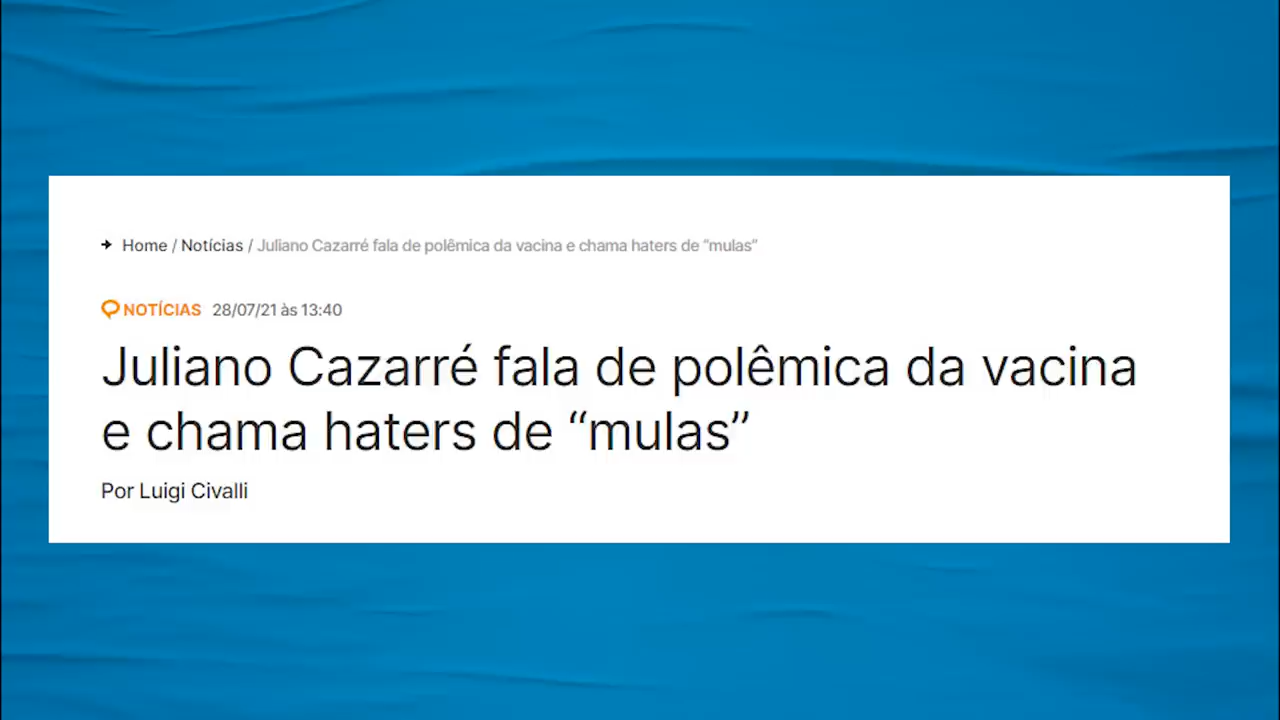 Home / Notícias / Juliano Cazarré fala de polêmica da vacina e chama haters de “mulas”
NOTÍCIAS 28/07/21 às 13:40
Juliano Cazarré fala de polêmica da vacina
e chama haters de “mulas”
Por Luigi Civalli